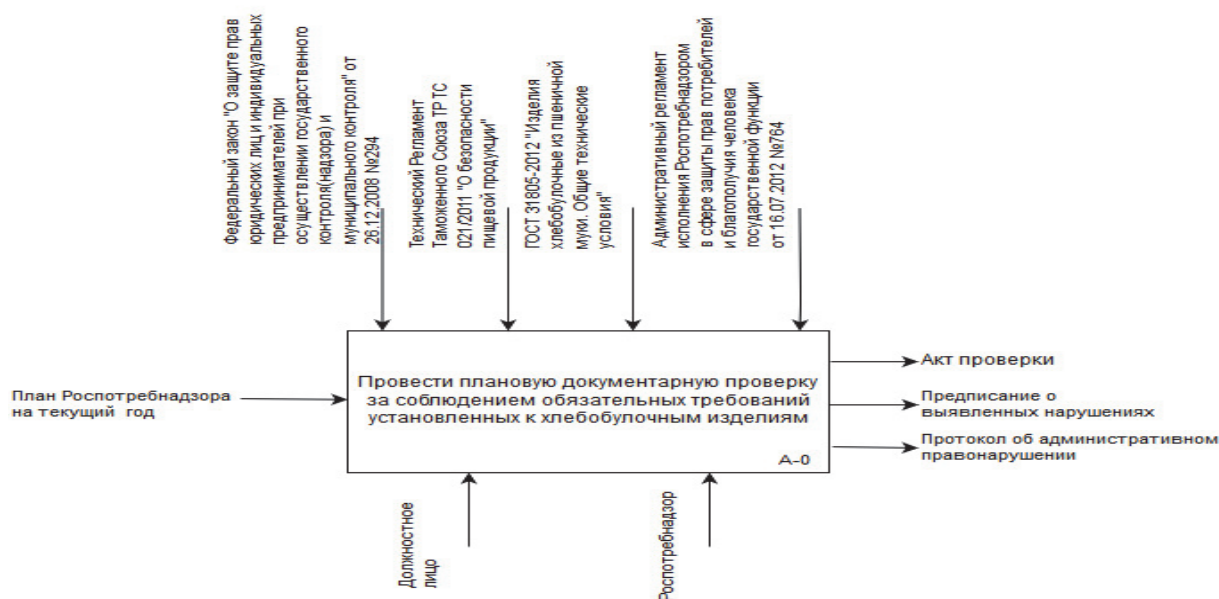 Федеральный закон "О защите прав
юридических лиц и индивидуальных
предпринимателей при
осуществлении государственного
контроля(надзора) и
муниципального контроля" от
26.12.2008 №294
Технический Регламент
Таможенного Союза ТР ТС
021/2011 "О безопасности
пищевой продукции"
ГОСТ 31805-2012 "Изделия
хлебобулочные из пшеничной
муки. Общие технические
условия"
Административный регламент
исполнения Роспотребнадзором
в сфере защиты прав потребителей
и благополучия человека
государственной функции
от 16.07.2012 №764
План Роспотребнадзора
на текущий год
Провести плановую документарную проверку
за соблюдением обязательных требований
установленных к хлебобулочным изделиям
А-0
Акт проверки
Предписание о
выявленных нарушениях
Протокол об административном
правонарушении
Должностное
лицо
Роспотребнадзор